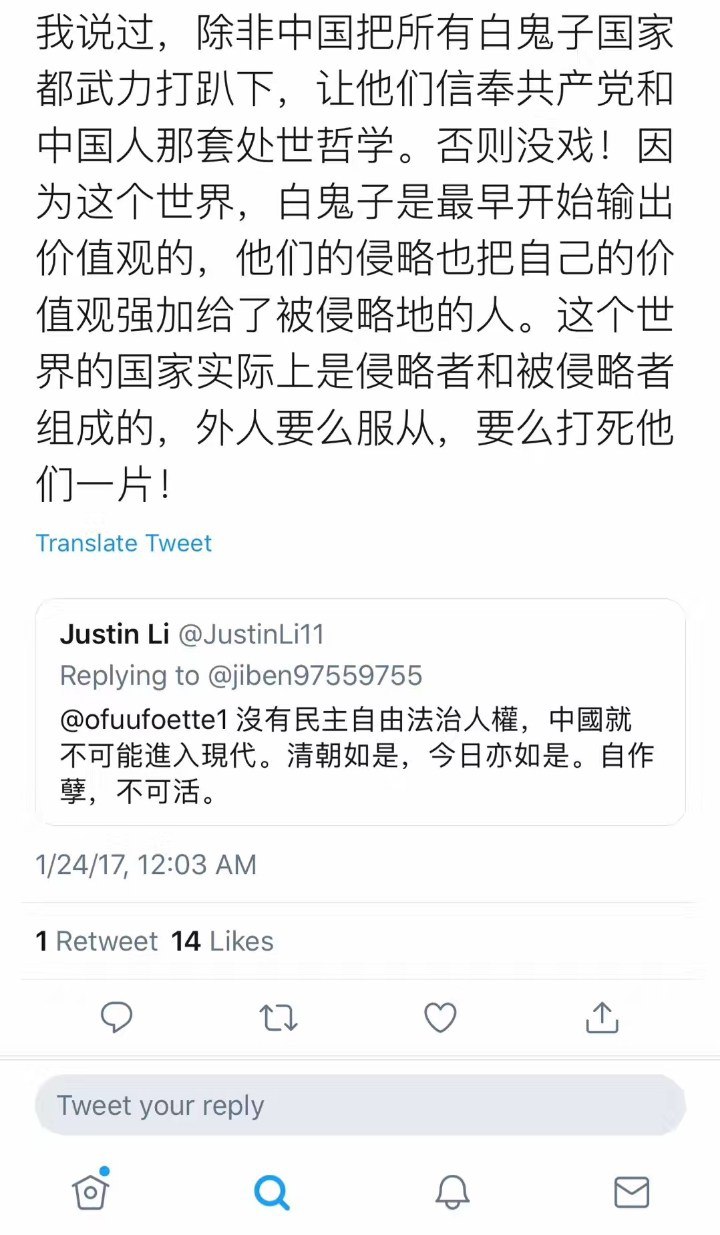 我说过，除非中国把所有白鬼子国家
都武力打趴下，让他们信奉共产党和
中国人那套处世哲学。否则没戏！因
为这个世界，白鬼子是最早开始输出
价值观的，他们的侵略也把自己的价
值观强加给了被侵略地的人。这个世
界的国家实际上是侵略者和被侵略者
组成的，外人要么服从，要么打死他
们一片！
Translate Tweet
Justin Li @JustinLi11
Replying to @jiben97559755
@ofuufoette1 沒有民主自由法治人權，中國就
不可能進入現代。清朝如是，今日亦如是。自作
孽，不可活。
1/24/17, 12:03 AM
1 Retweet 14 Likes
Tweet your reply